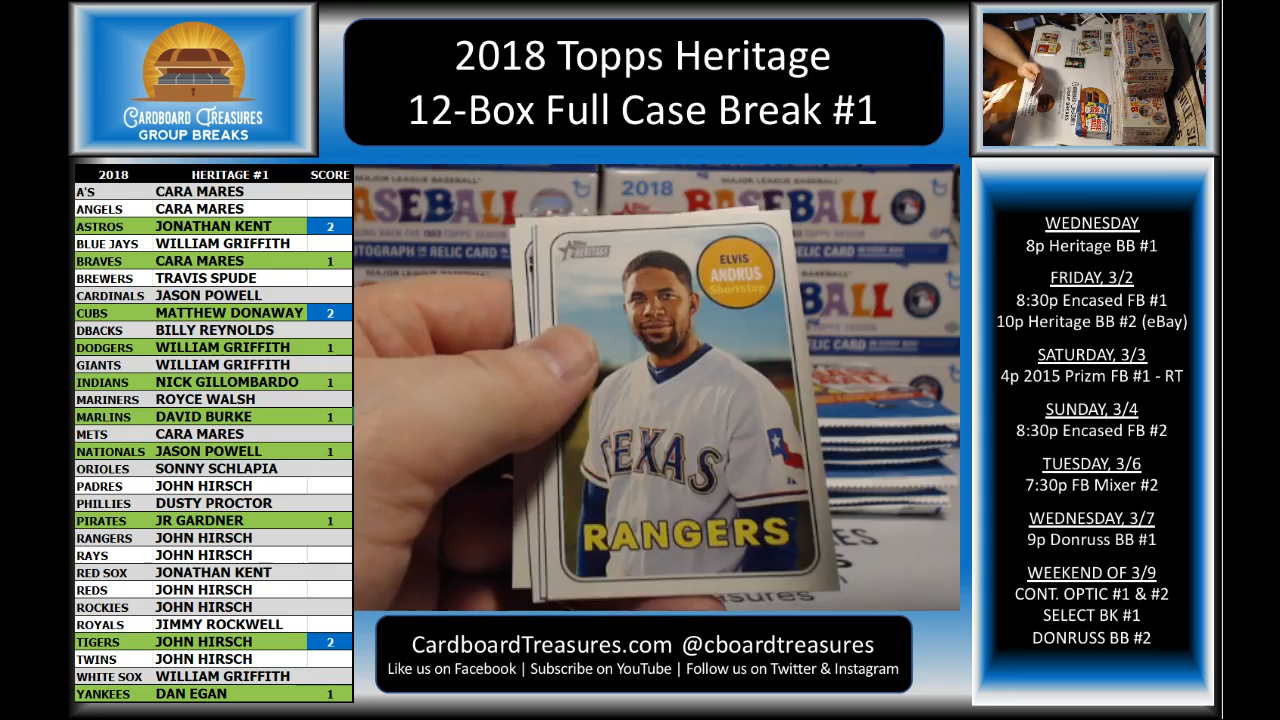 CARDBOARD TREASURES
GROUP BREAKS
2018 Topps Heritage
12-Box Full Case Break #1
2018 HERITAGE #1 SCORE
A'S CARA MARES
ANGELS CARA MARES
ASTROS JONATHAN KENT 2
BLUE JAYS WILLIAM GRIFFITH
BRAVES CARA MARES 1
BREWERS TRAVIS SPUDE
CARDINALS JASON POWELL
CUBS MATTHEW DONAWAY 2
DBACKS BILLY REYNOLDS
DODGERS WILLIAM GRIFFITH 1
GIANTS WILLIAM GRIFFITH
INDIANS NICK GILLOMBARDO 1
MARINERS ROYCE WALSH
MARLINS DAVID BURKE 1
METS CARA MARES
NATIONALS JASON POWELL 1
ORIOLES SONNY SCHLAPIA
PADRES JOHN HIRSCH
PHILLIES DUSTY PROCTOR
PIRATES JR GARDNER 1
RANGERS JOHN HIRSCH
RAYS JOHN HIRSCH
RED SOX JONATHAN KENT
REDS JOHN HIRSCH
ROCKIES JOHN HIRSCH
ROYALS JIMMY ROCKWELL
TIGERS JOHN HIRSCH 2
TWINS JOHN HIRSCH
WHITE SOX WILLIAM GRIFFITH
YANKEES DAN EGAN 1
MAJOR LEAGUE BASEBALL
2018
BASEBALL
HERITAGE
ELVIS
ANDRUS
Shortstop
TEXAS
RANGERS
WEDNESDAY
8p Heritage BB #1
FRIDAY, 3/2
8:30p Encased FB #1
10p Heritage BB #2 (eBay)
SATURDAY, 3/3
4p 2015 Prizm FB #1 - RT
SUNDAY, 3/4
8:30p Encased FB #2
TUESDAY, 3/6
7:30p FB Mixer #2
WEDNESDAY, 3/7
9p Donruss BB #1
WEEKEND OF 3/9
CONT. OPTIC #1 & #2
SELECT BK #1
DONRUSS BB #2
CardboardTreasures.com @cboardtreasures
Like us on Facebook | Subscribe on YouTube | Follow us on Twitter & Instagram